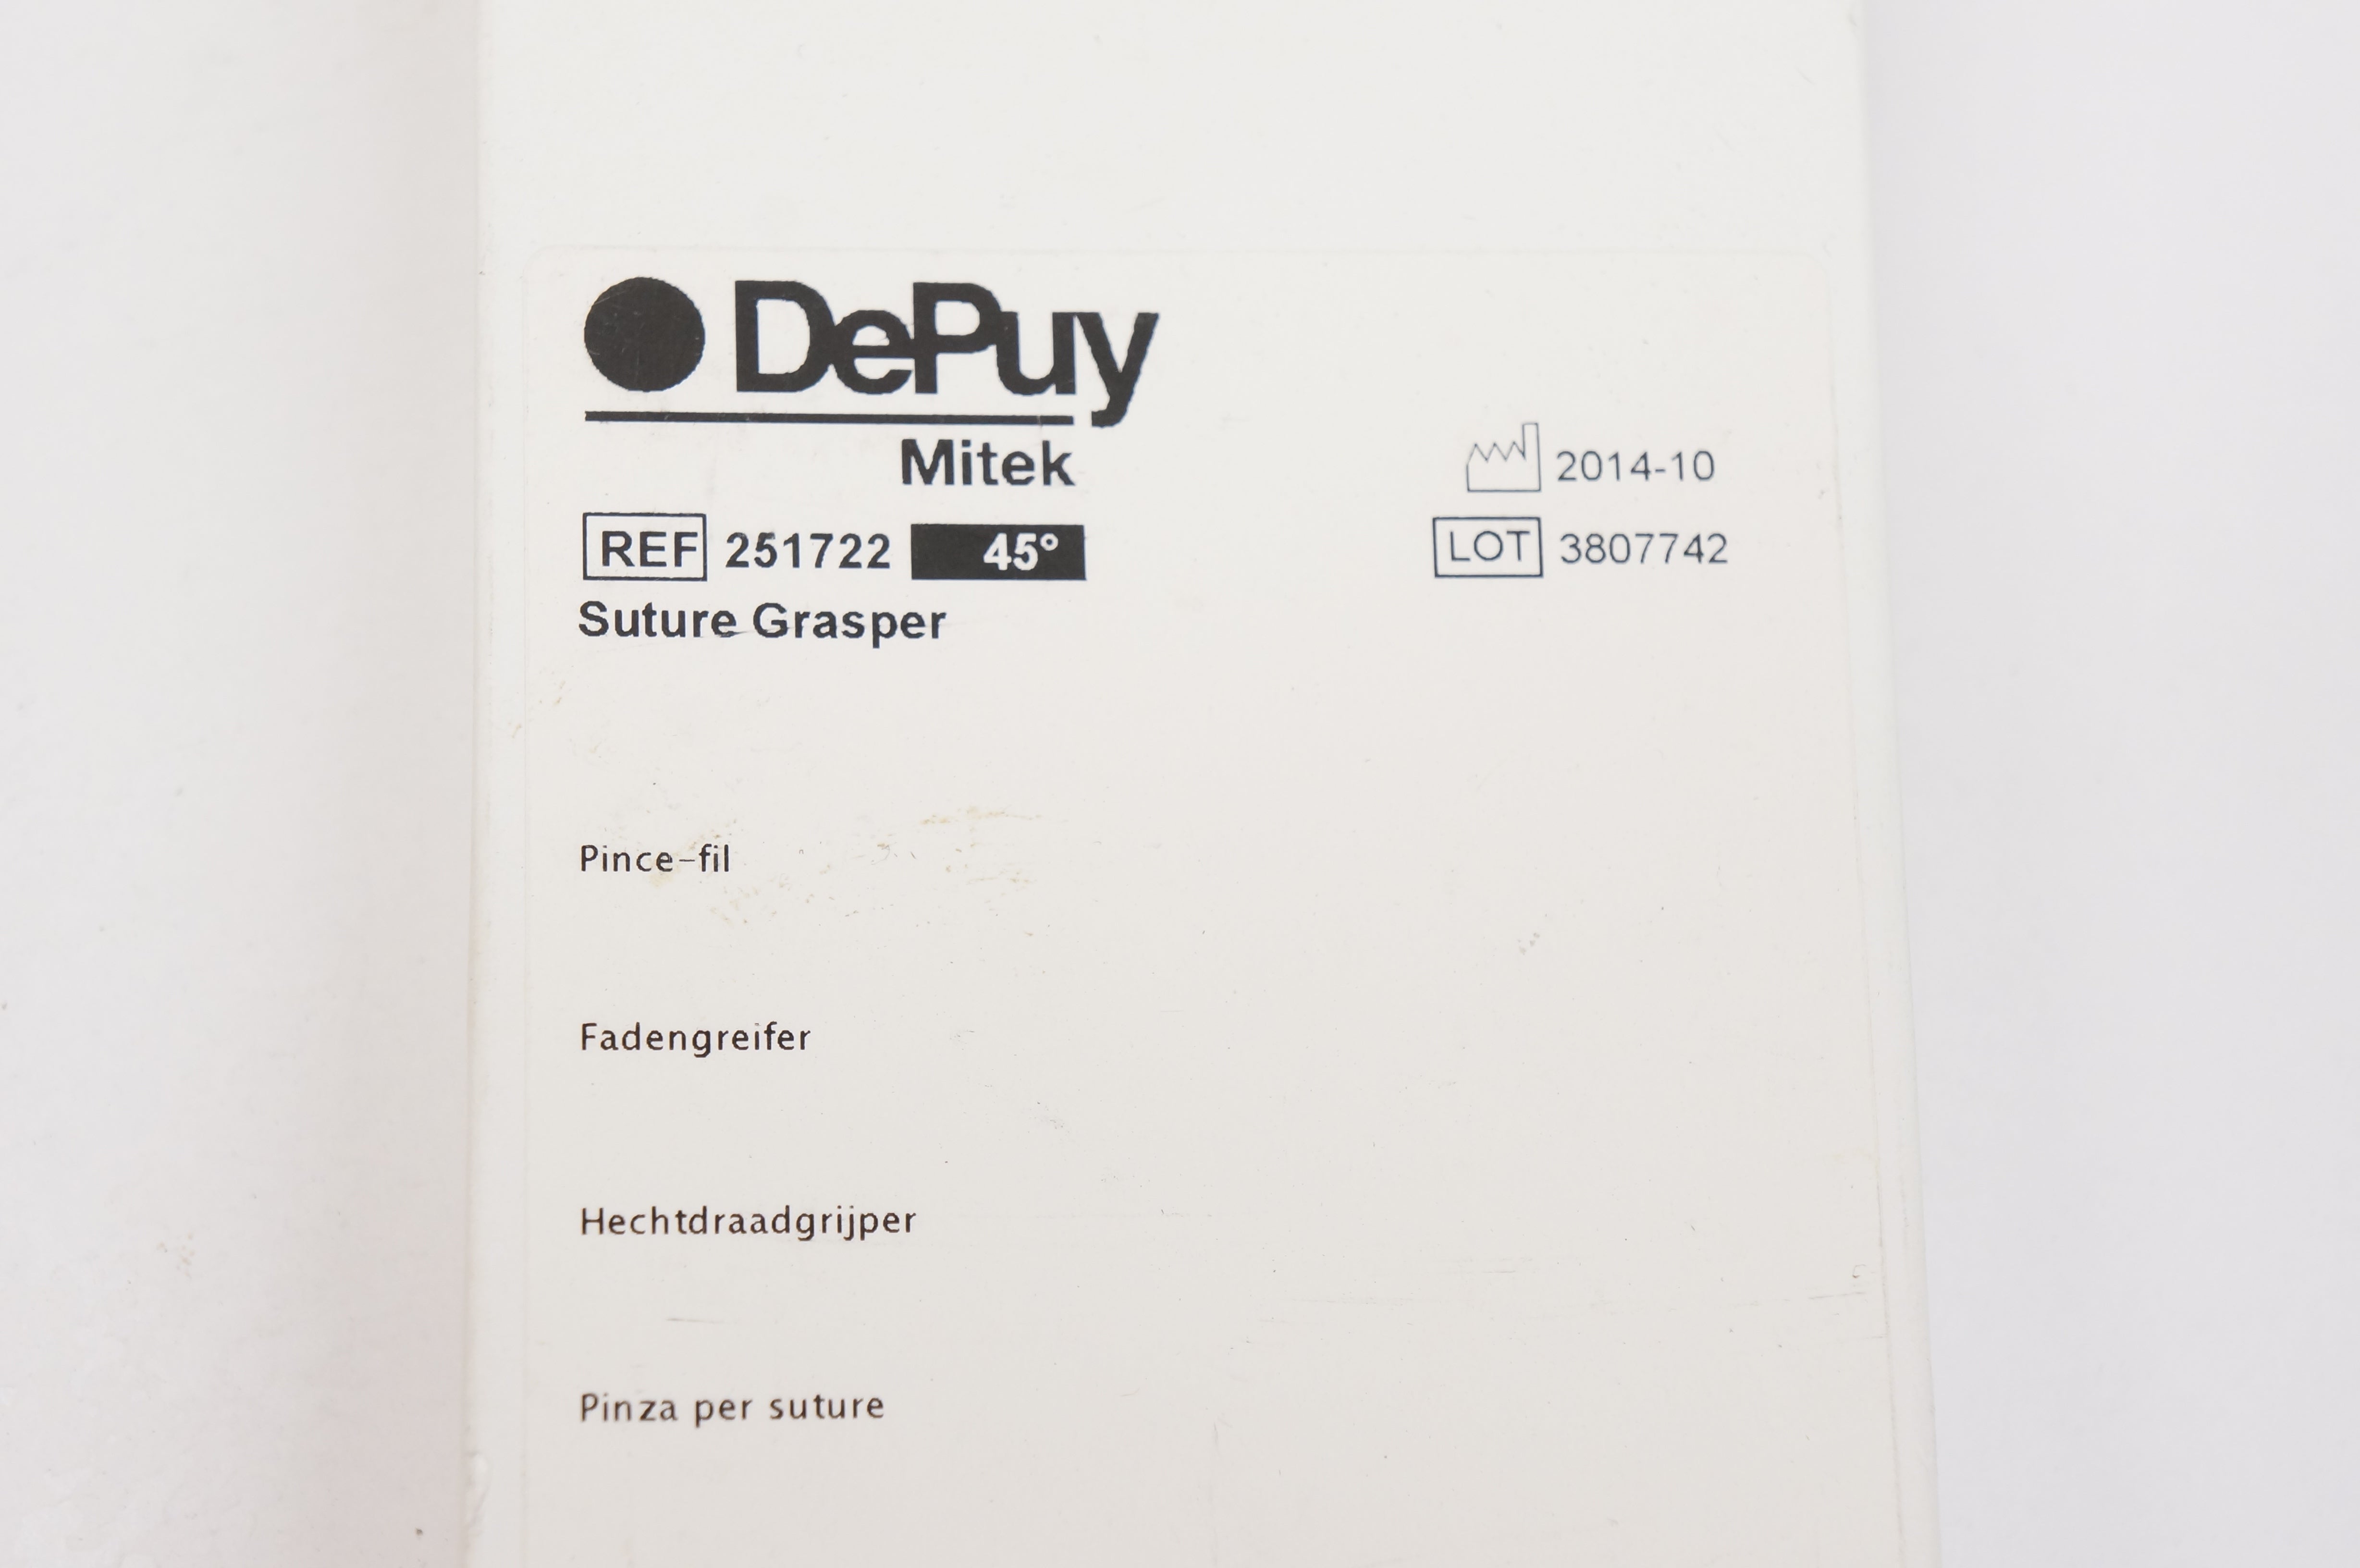 DePuy
Mitek
2014-10
REF 251722 45°
LOT 3807742
Suture Grasper
Pince-fil
Fadengreifer
Hechtdraadgrijper
Pinza per suture